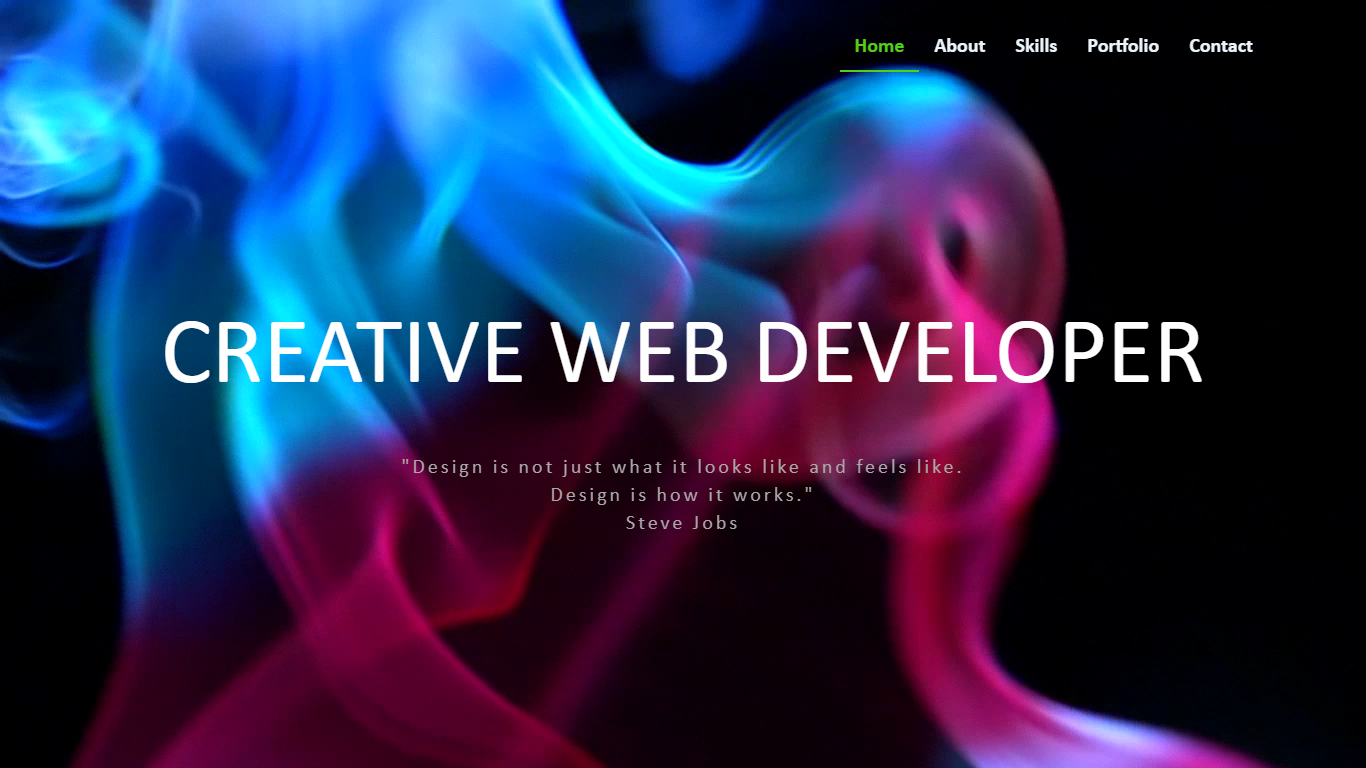 Home About Skills Portfolio Contact
CREATIVE WEB DEVELOPER
"Design is not just what it looks like and feels like.
Design is how it works."
Steve Jobs